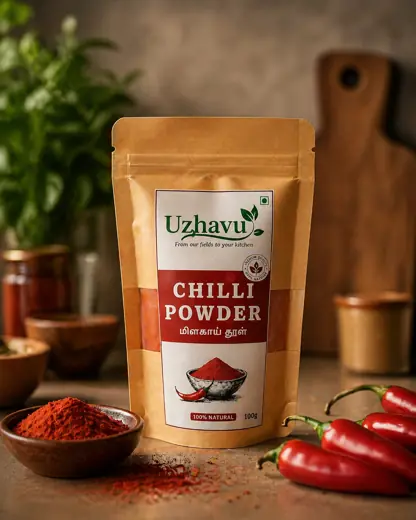 Uzhavu
From our fields to your kitchen
CHILLI
POWDER
மிளகாய் தூள்
100% NATURAL
100g